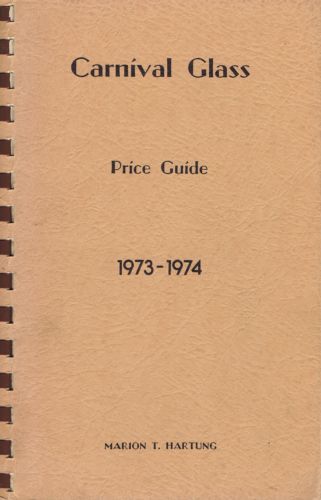 Carnival Glass
Price Guide
1973-1974
MARION T. HARTUNG